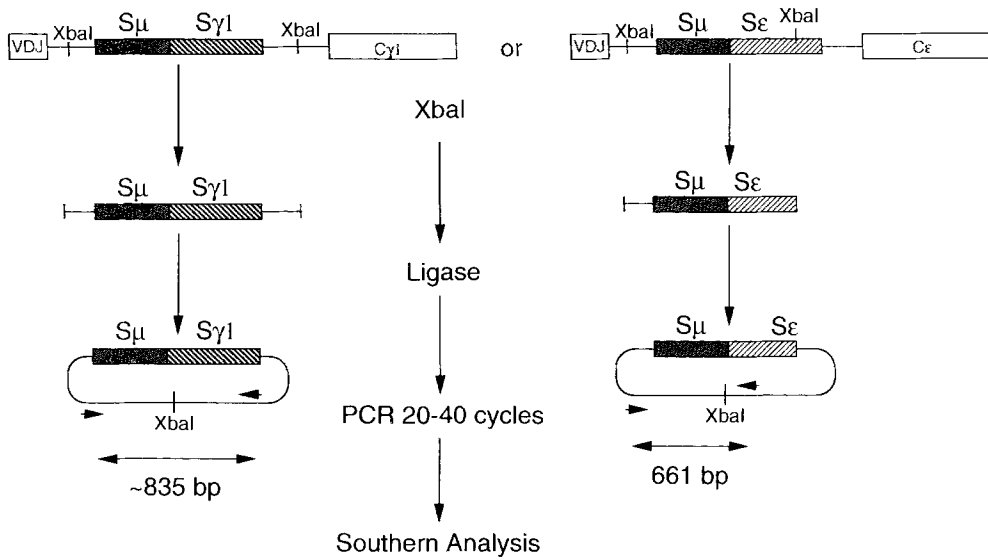 XbaI Sμ Sγ1
VDJ XbaI Cγ1
or
XbaI Sμ Sε XbaI
VDJ Cε
XbaI
Sμ Sγ1
Sμ Sε
Ligase
Sμ Sγ1
Sμ Sε
XbaI
PCR 20-40 cycles
XbaI
~835 bp
661 bp
Southern Analysis